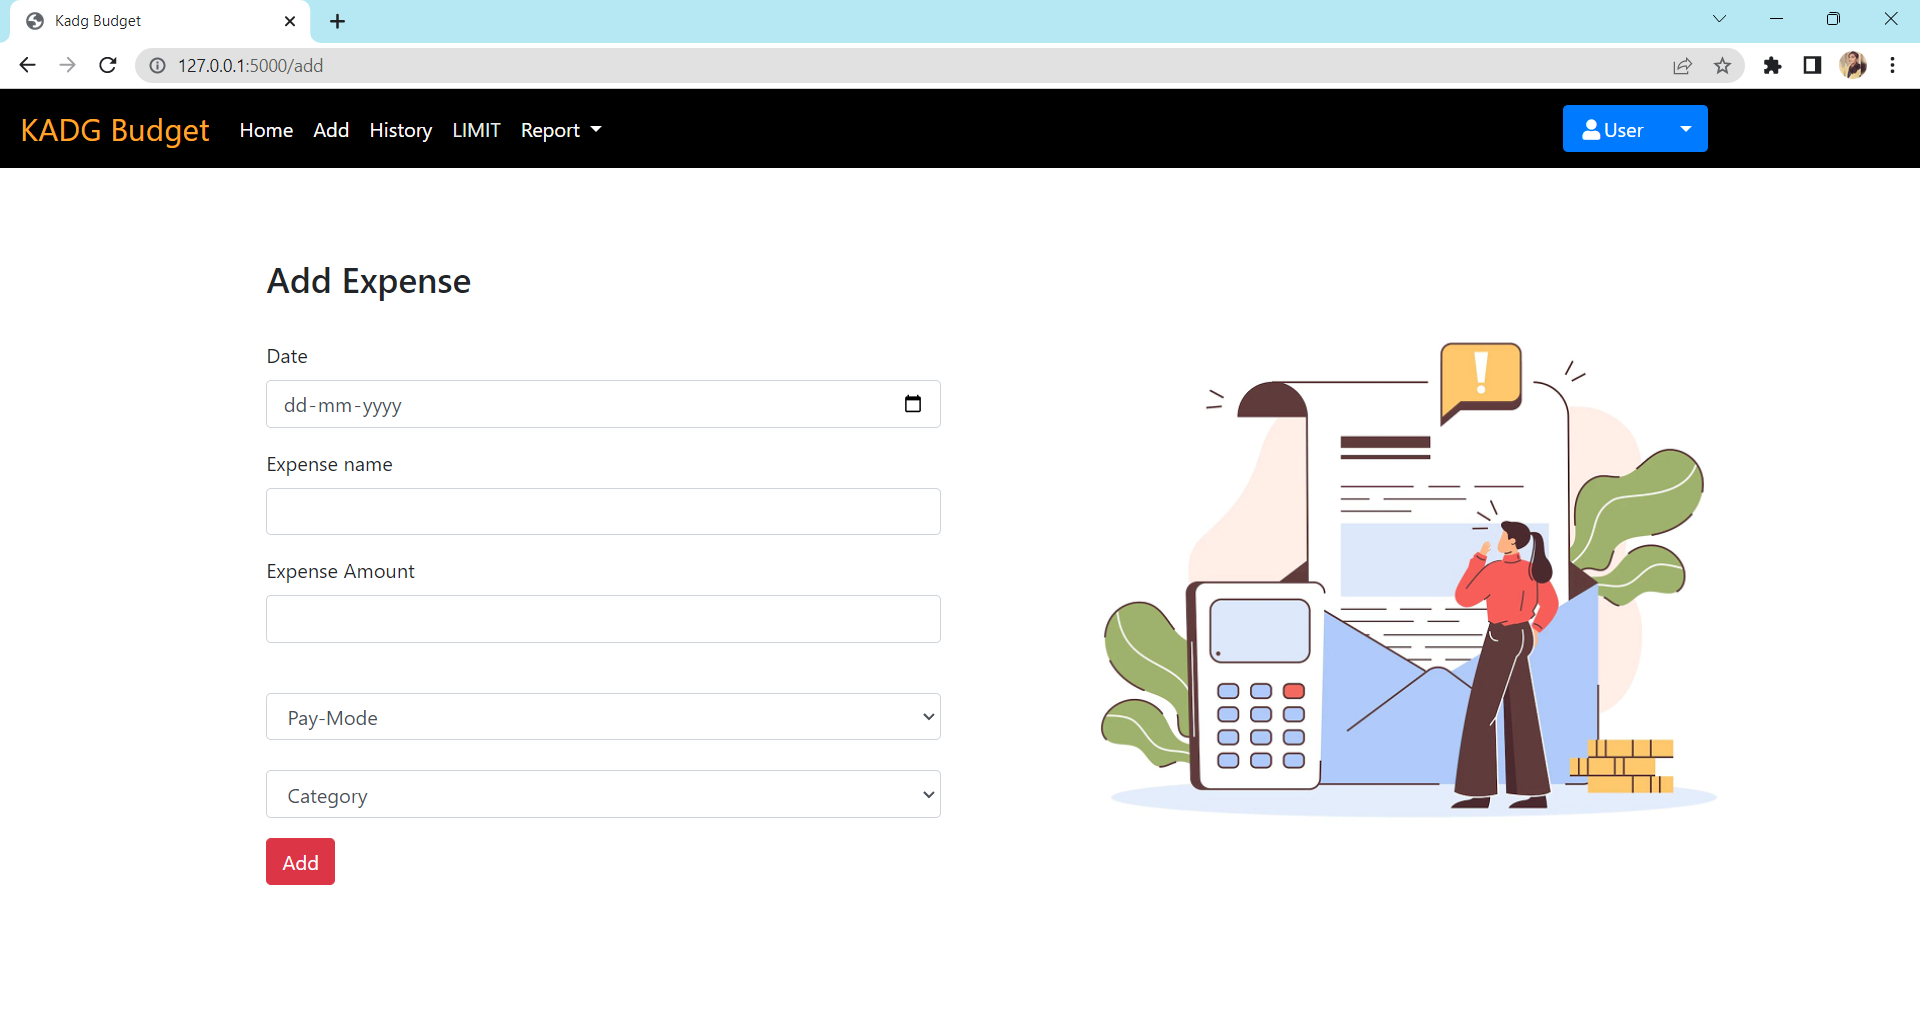 Kadg Budget
127.0.0.1:5000/add
KADG Budget Home Add History LIMIT Report User
Add Expense
Date
dd-mm-yyyy
Expense name
Expense Amount
Pay-Mode
Category
Add
!